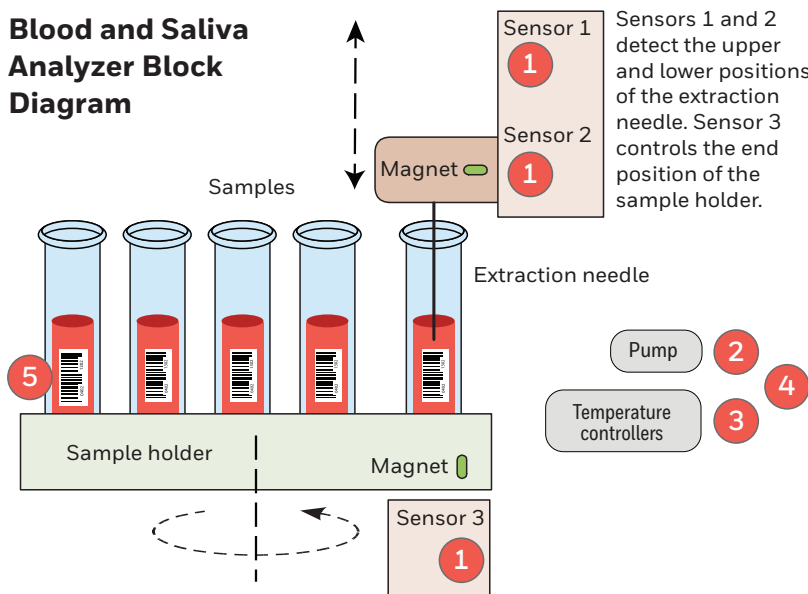 Blood and Saliva
Analyzer Block
Diagram
Sensor 1
1
Sensor 2
1
Magnet
Sensors 1 and 2
detect the upper
and lower positions
of the extraction
needle. Sensor 3
controls the end
position of the
sample holder.
Samples
Extraction needle
Pump
2
4
Temperature
controllers
3
5
Sample holder
Magnet
Sensor 3
1